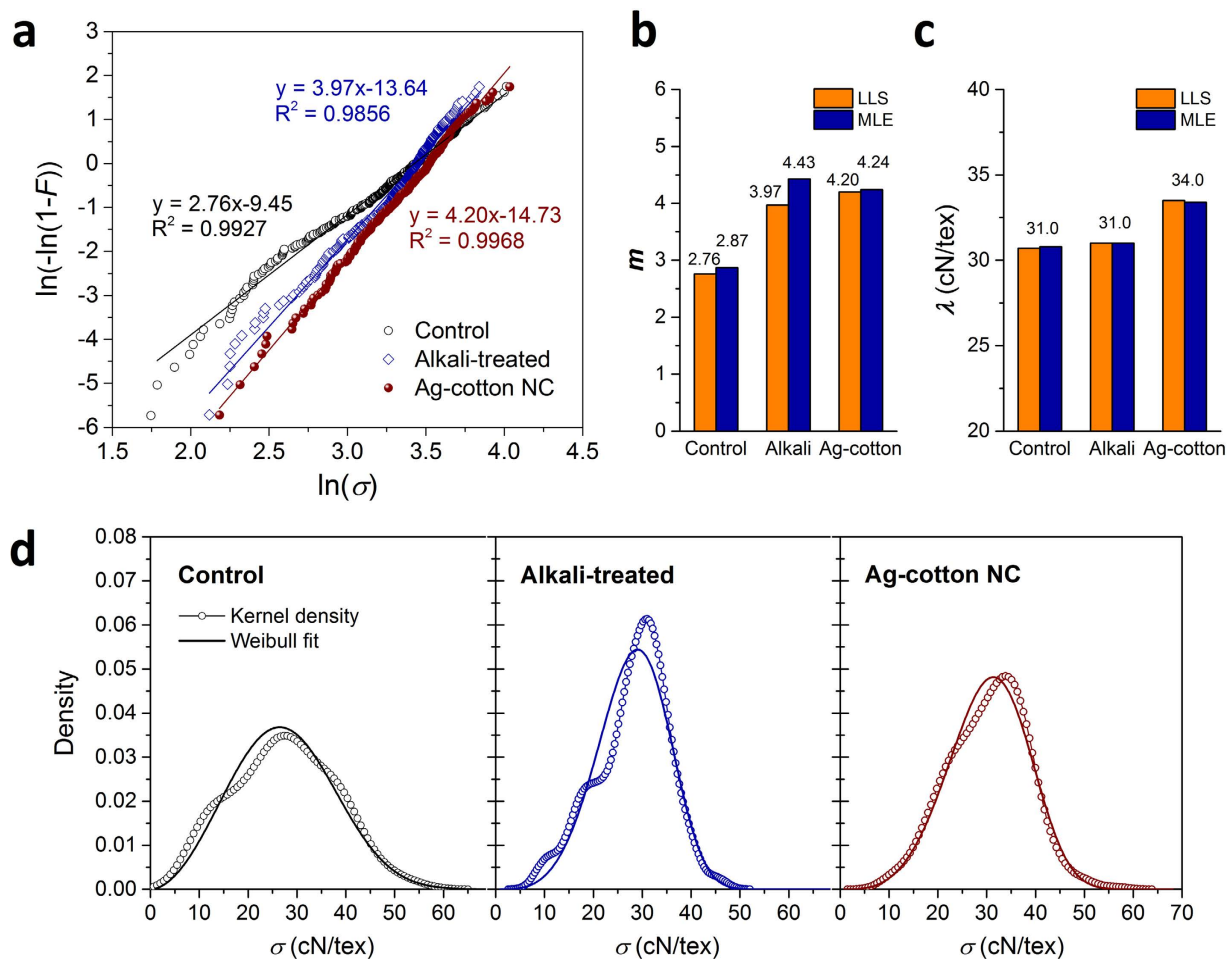 a
3
2
1
0
-1
-2
-3
-4
-5
-6
ln(-ln(1-F))
y = 3.97x-13.64
R² = 0.9856
y = 2.76x-9.45
R² = 0.9927
y = 4.20x-14.73
R² = 0.9968
Control
Alkali-treated
Ag-cotton NC
1.5 2.0 2.5 3.0 3.5 4.0 4.5
ln(σ)
b
LLS
MLE
6
5
4
3
2
1
0
m
2.76
2.87
3.97
4.43
4.20
4.24
Control Alkali Ag-cotton
c
LLS
MLE
40
35
30
25
20
λ (cN/tex)
31.0
31.0
34.0
Control Alkali Ag-cotton
d
0.08
0.07
0.06
0.05
0.04
0.03
0.02
0.01
0.00
Density
Control
Kernel density
Weibull fit
0 10 20 30 40 50 60
σ (cN/tex)
Alkali-treated
0 10 20 30 40 50 60
σ (cN/tex)
Ag-cotton NC
0 10 20 30 40 50 60 70
σ (cN/tex)